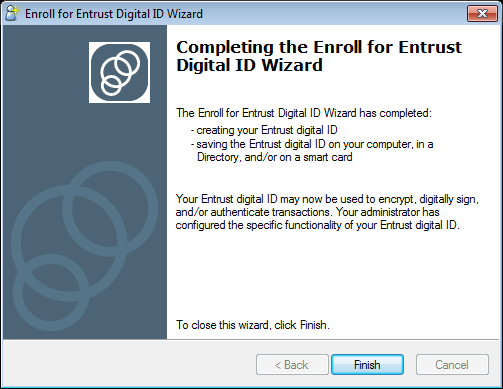 Enroll for Entrust Digital ID Wizard
Completing the Enroll for Entrust
Digital ID Wizard
The Enroll for Entrust Digital ID Wizard has completed:
- creating your Entrust digital ID
- saving the Entrust digital ID on your computer, in a
Directory, and/or on a smart card
Your Entrust digital ID may now be used to encrypt, digitally sign,
and/or authenticate transactions. Your administrator has
configured the specific functionality of your Entrust digital ID.
To close this wizard, click Finish.
< Back
Finish
Cancel